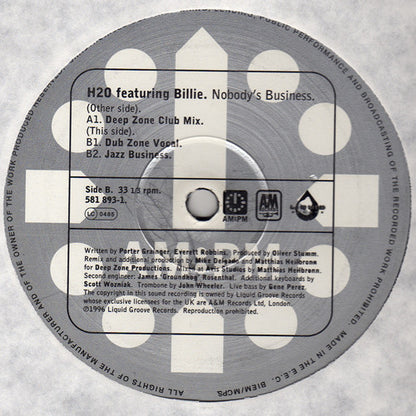 LENDING, PUBLIC PERFORMANCE AND BROADCASTING OF THE RECORDED WORK PROHIBITED. MADE IN THE E.E.C. BIEM/MCPS.
ALL RIGHTS OF THE MANUFACTURER AND OF THE OWNER OF THE WORK PRODUCED RESERVED
H2O featuring Billie. Nobody's Business.
(Other side).
A1. Deep Zone Club Mix.
(This side).
B1. Dub Zone Vocal.
B2. Jazz Business.
Side B. 33 1/3 rpm.
581 893-1.
LC 0485
AM:PM
A&M
RECORDS
AM:PM
Written by Porter Grainger, Everett Robbins. Produced by Oliver Stumm.
Remix and additional production by Mike Delgado and Matthias Heilbronn
for Deep Zone Productions. Mixed at Axis Studios by Matthias Heilbronn.
Second engineer: James 'Groundhog' Rosenthal. Additional keyboards by
Scott Wozniak. Trombone by John Wheeler. Live bass by Gene Perez.
The copyright in this sound recording is owned by Liquid Groove Records
whose exclusive licensees for the UK are A&M Records Ltd, London.
℗1996 Liquid Groove Records. Reproduction prohibited.